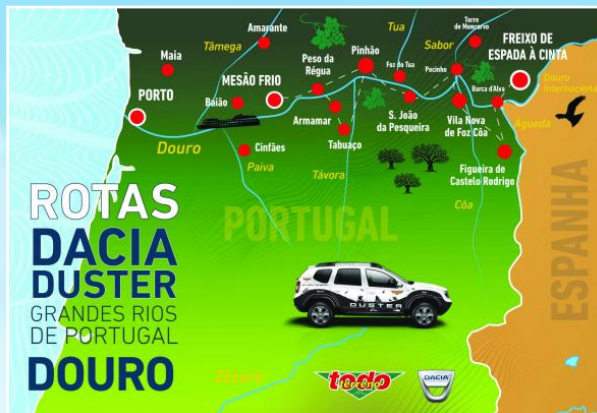 Amarante
Tâmega
Tua
Torre
de Moncorvo
Sabor
FREIXO DE
ESPADA À CINTA
Maia
Pinhão
Foz do Tua
Pocinho
Peso da
Régua
MESÃO FRIO
Barca d'Alva
Douro
Internacional
PORTO
Baião
Armamar
S. João
da Pesqueira
Vila Nova
de Foz Côa
Águeda
Douro
Cinfães
Tabuaço
Paiva
Távora
Figueira de
Castelo Rodrigo
Côa
PORTUGAL
ESPANHA
ROTAS
DACIA
DUSTER
GRANDES RIOS
DE PORTUGAL
DOURO
DUSTER
Zêzere
todo
terreno
DACIA